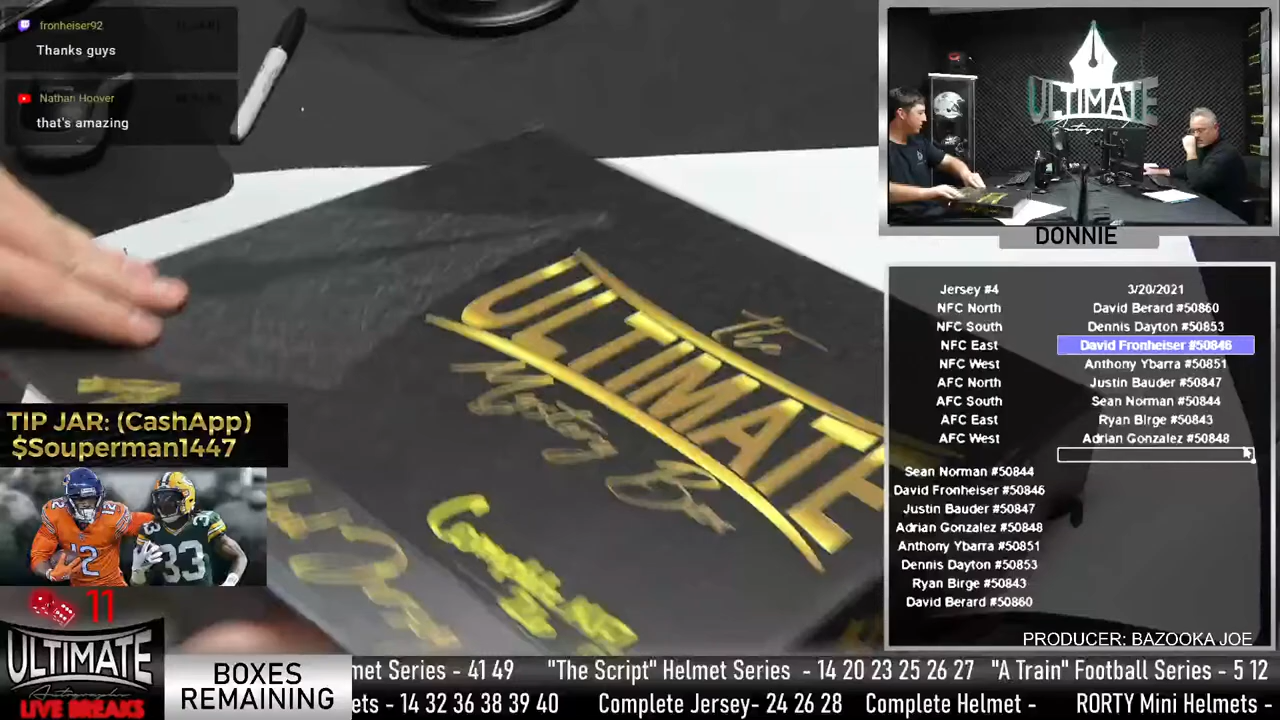 fronheiser92
Thanks guys
Nathan Hoover
that's amazing
ULTIMATE
DONNIE
the
ULTIMATE
Mystery
Jersey #4 3/20/2021
NFC North David Berard #50860
NFC South Dennis Dayton #50853
NFC East David Fronheiser #50846
NFC West Anthony Ybarra #50851
AFC North Justin Bauder #50847
AFC South Sean Norman #50844
AFC East Ryan Birge #50843
AFC West Adrian Gonzalez #50848
Sean Norman #50844
David Fronheiser #50846
Justin Bauder #50847
Adrian Gonzalez #50848
Anthony Ybarra #50851
Dennis Dayton #50853
Ryan Birge #50843
David Berard #50860
PRODUCER: BAZOOKA JOE
TIP JAR: (CashApp)
$Souperman1447
12
12
33
11
ULTIMATE
Autographs
LIVE BREAKS
BOXES
REMAINING
met Series - 41 49 "The Script" Helmet Series - 14 20 23 25 26 27 "A Train" Football Series - 5 12
ets - 14 32 36 38 39 40 Complete Jersey- 24 26 28 Complete Helmet - RORTY Mini Helmets -